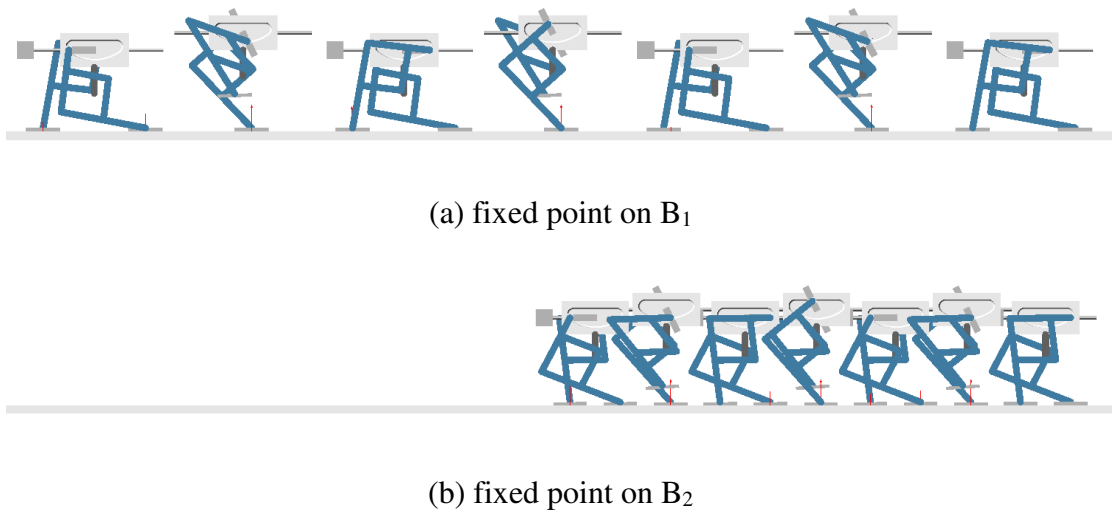 (a) fixed point on B₁
(b) fixed point on B₂